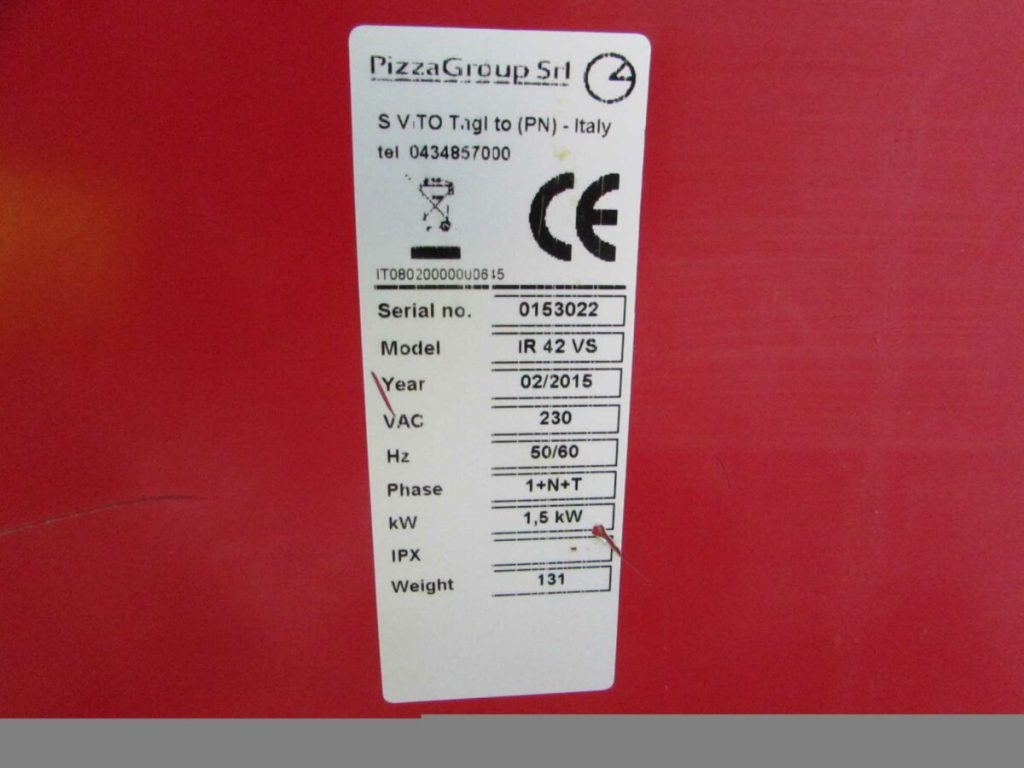 PizzaGroup Srl
S VITO Tagl to (PN) - Italy
tel 0434857000
CE
IT08020000000645
Serial no. 0153022
Model IR 42 VS
Year 02/2015
VAC 230
Hz 50/60
Phase 1+N+T
kW 1,5 kW
IPX
Weight 131